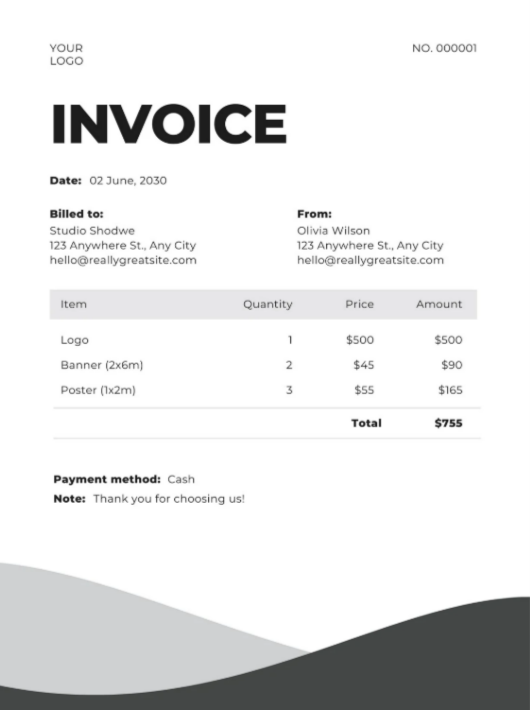 YOUR
LOGO
NO. 000001
INVOICE
Date: 02 June, 2030
Billed to:
Studio Shodwe
123 Anywhere St., Any City
hello@reallygreatsite.com
From:
Olivia Wilson
123 Anywhere St., Any City
hello@reallygreatsite.com
Item Quantity Price Amount
Logo 1 $500 $500
Banner (2x6m) 2 $45 $90
Poster (1x2m) 3 $55 $165
Total $755
Payment method: Cash
Note: Thank you for choosing us!